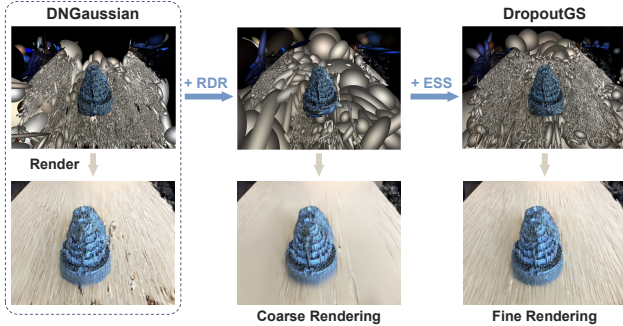 DNGaussian
DropoutGS
+ RDR
+ ESS
Render
Coarse Rendering
Fine Rendering